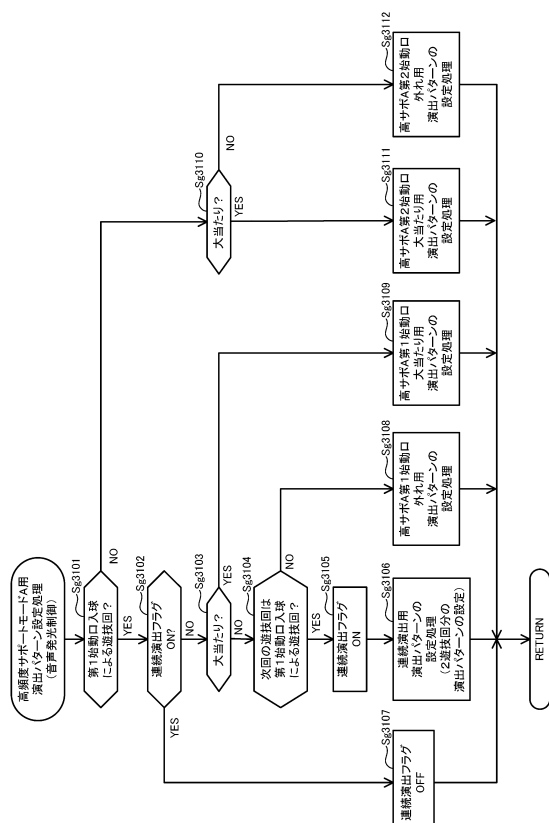 高頻度サポートモードA用
演出パターン設定処理
(音声発光制御)
Sg3101
第1始動口入球
による遊技回?
NO
YES
Sg3102
連続演出フラグ
ON?
YES
NO
Sg3103
大当たり?
YES
NO
Sg3104
次回の遊技回は
第1始動口入球
による遊技回?
NO
YES
Sg3105
連続演出フラグ
ON
Sg3106
連続演出用
演出パターンの
設定処理
(2遊技回分の
演出パターンの設定)
Sg3107
連続演出フラグ
OFF
Sg3108
高サポA第1始動口
外れ用
演出パターンの
設定処理
Sg3109
高サポA第1始動口
大当たり用
演出パターンの
設定処理
Sg3110
大当たり?
NO
YES
Sg3111
高サポA第2始動口
大当たり用
演出パターンの
設定処理
Sg3112
高サポA第2始動口
外れ用
演出パターンの
設定処理
RETURN